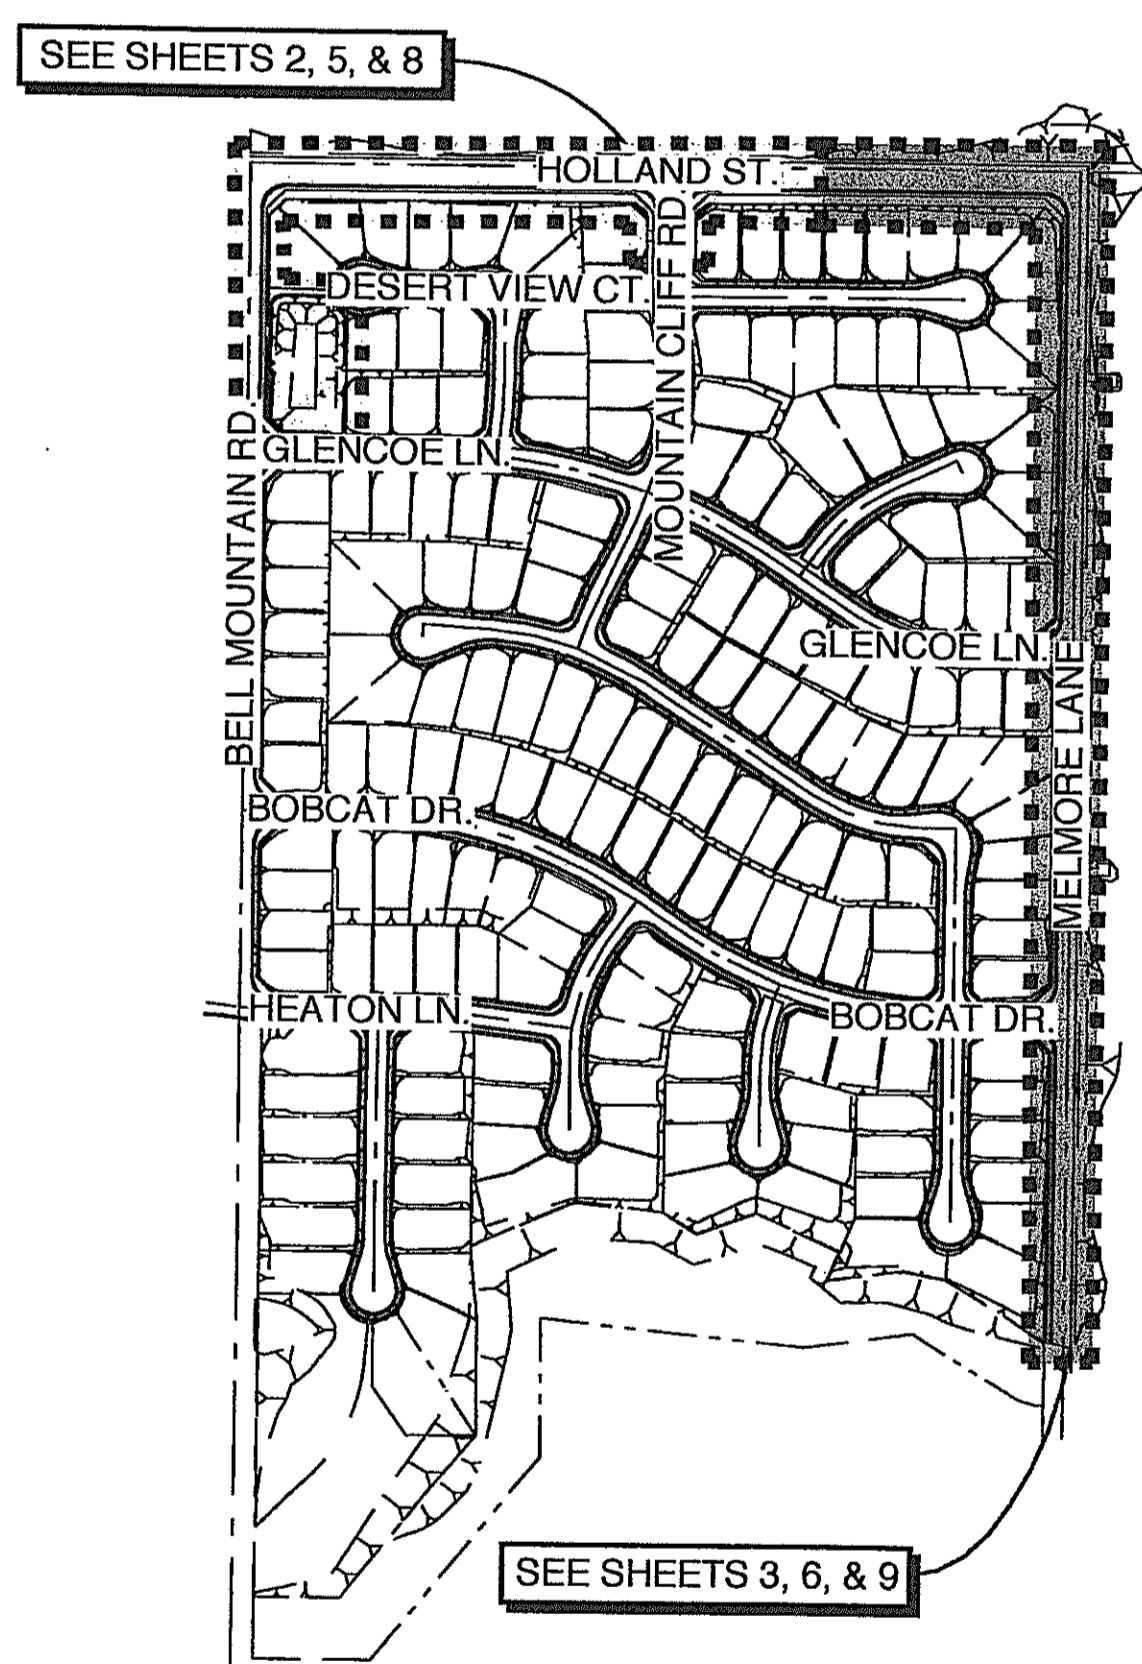 SEE SHEETS 2, 5, & 8
HOLLAND ST.
MOUNTAIN CLIFF RD.
DESERT VIEW CT.
BELL MOUNTAIN RD.
GLENCOE LN.
GLENCOE LN.
MELMORE LANE
BOBCAT DR.
HEATON LN.
BOBCAT DR.
SEE SHEETS 3, 6, & 9